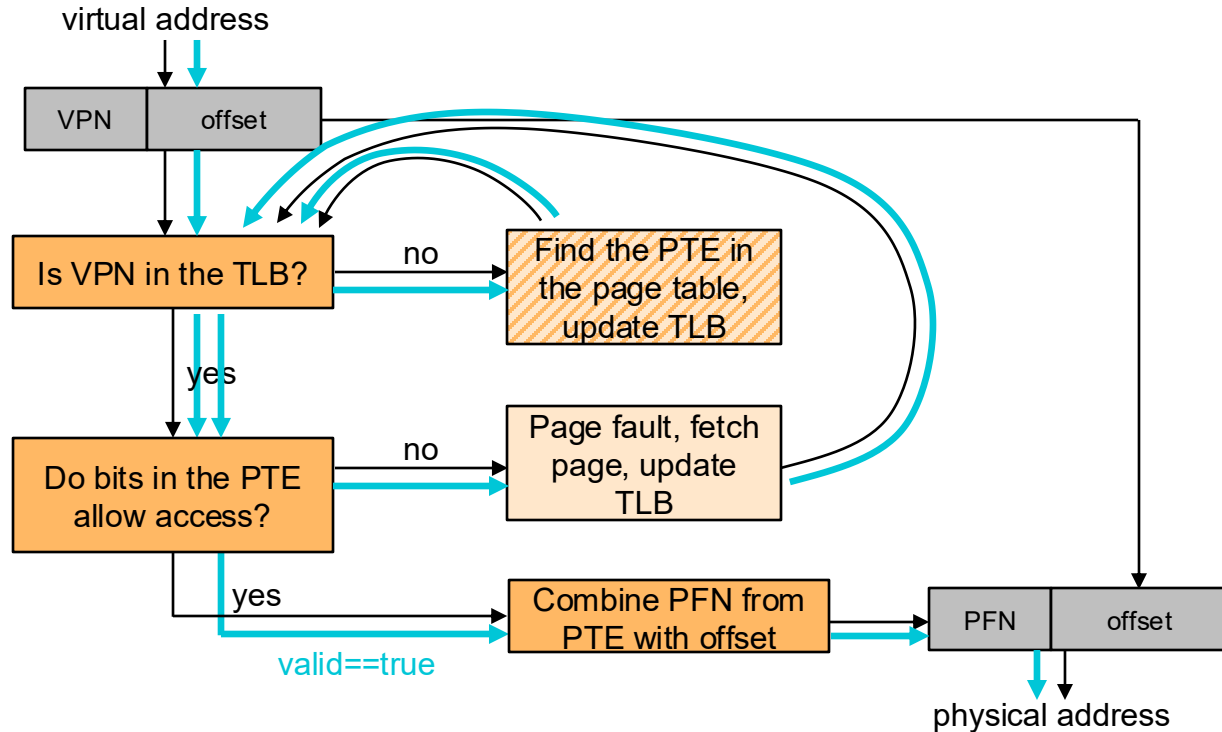 virtual address
VPN
offset
Is VPN in the TLB?
no
Find the PTE in
the page table,
update TLB
yes
Do bits in the PTE
allow access?
no
Page fault, fetch
page, update
TLB
yes
valid==true
Combine PFN from
PTE with offset
PFN
offset
physical address